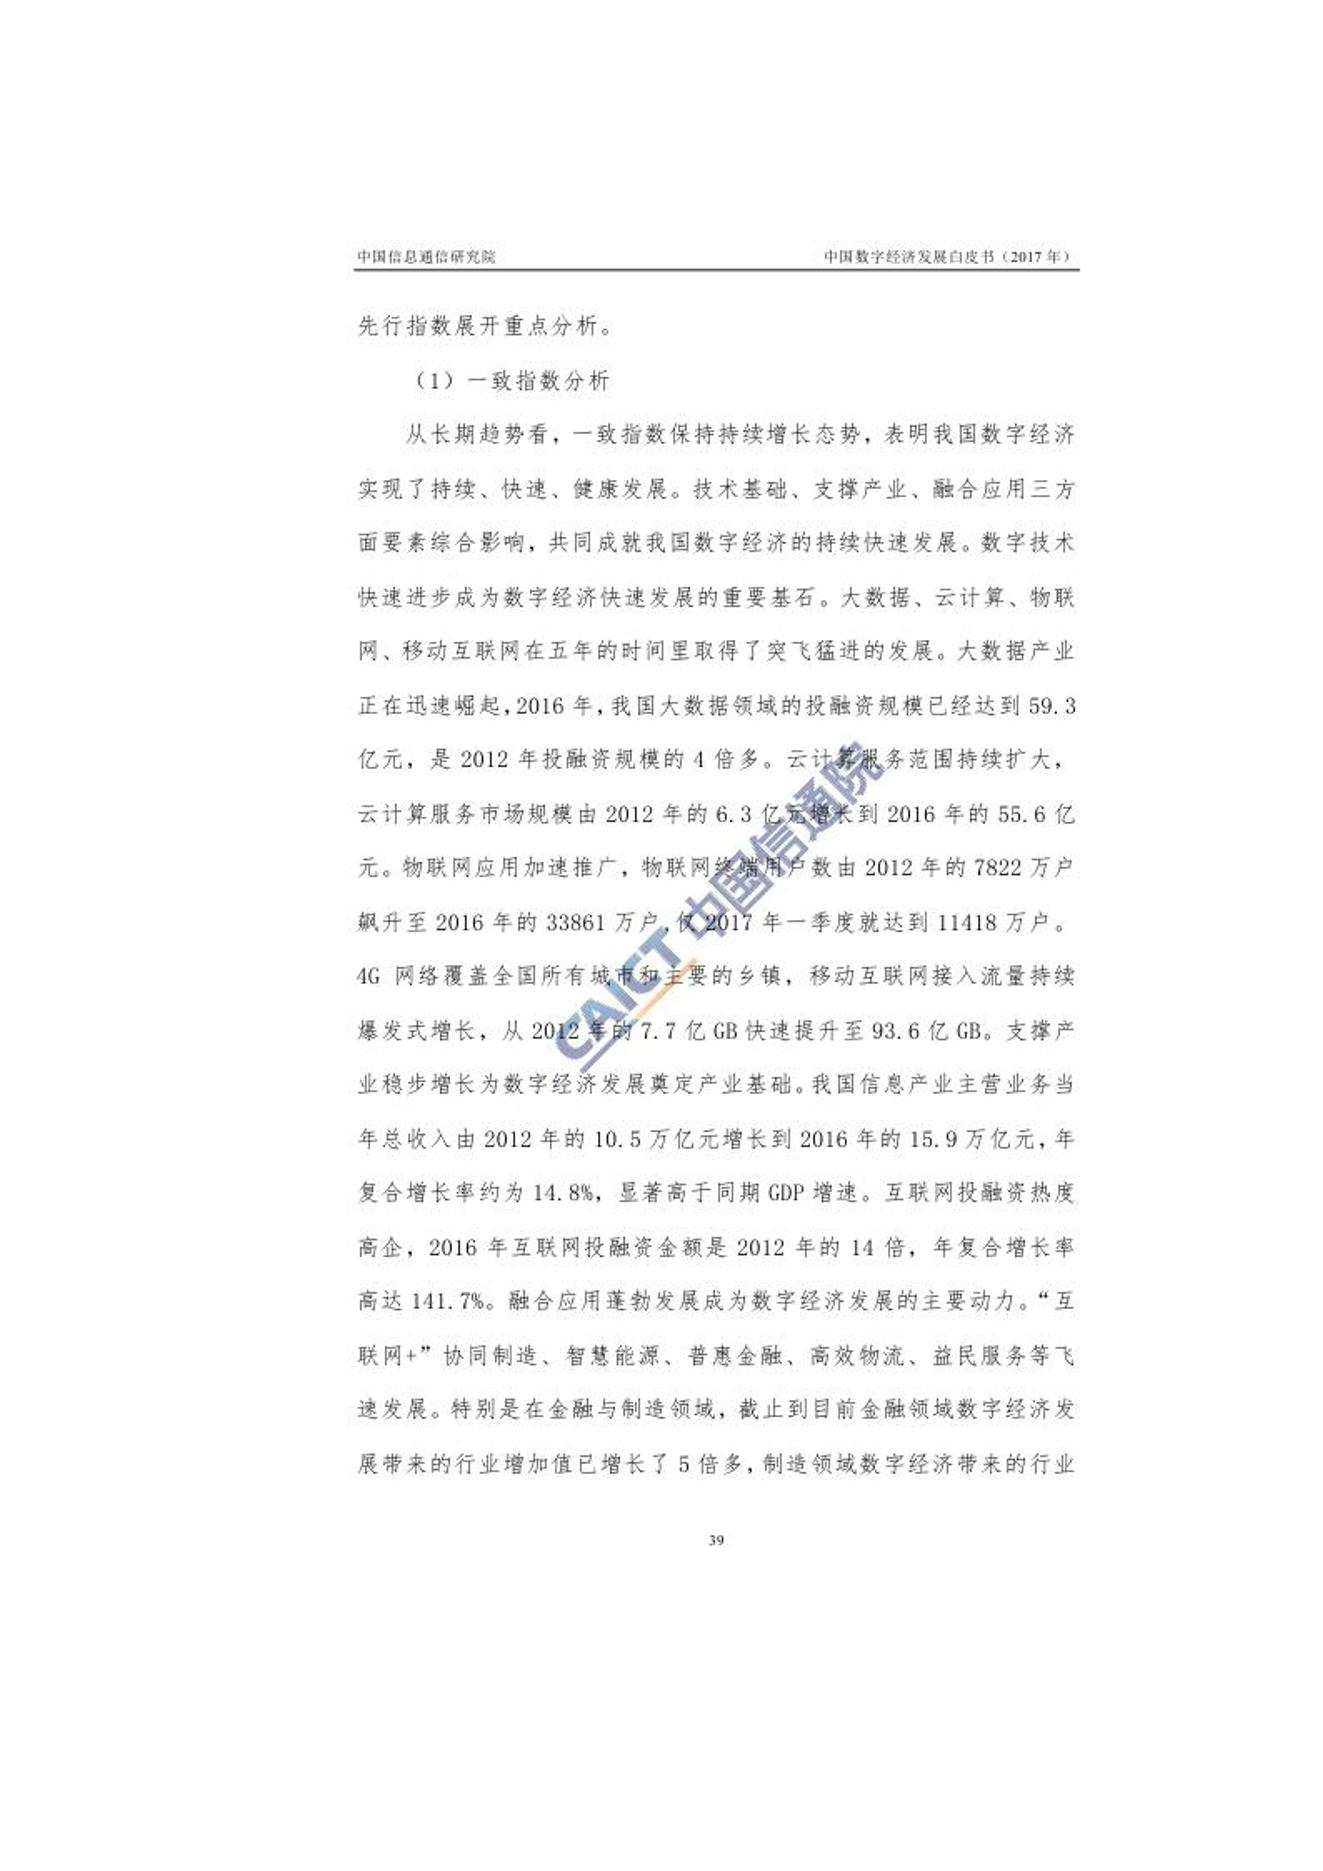 中国信息通信研究院 中国数字经济发展白皮书（2017 年）
先行指数展开重点分析。
（1）一致指数分析
从长期趋势看，一致指数保持持续增长态势，表明我国数字经济
实现了持续、快速、健康发展。技术基础、支撑产业、融合应用三方
面要素综合影响，共同成就我国数字经济的持续快速发展。数字技术
快速进步成为数字经济快速发展的重要基石。大数据、云计算、物联
网、移动互联网在五年的时间里取得了突飞猛进的发展。大数据产业
正在迅速崛起，2016 年，我国大数据领域的投融资规模已经达到 59.3
亿元，是 2012 年投融资规模的 4 倍多。云计算服务范围持续扩大，
云计算服务市场规模由 2012 年的 6.3 亿元增长到 2016 年的 55.6 亿
元。物联网应用加速推广，物联网终端用户数由 2012 年的 7822 万户
飙升至 2016 年的 33861 万户，仅 2017 年一季度就达到 11418 万户。
4G 网络覆盖全国所有城市和主要的乡镇，移动互联网接入流量持续
爆发式增长，从 2012 年的 7.7 亿 GB 快速提升至 93.6 亿 GB。支撑产
业稳步增长为数字经济发展奠定产业基础。我国信息产业主营业务当
年总收入由 2012 年的 10.5 万亿元增长到 2016 年的 15.9 万亿元，年
复合增长率约为 14.8%，显著高于同期 GDP 增速。互联网投融资热度
高企，2016 年互联网投融资金额是 2012 年的 14 倍，年复合增长率
高达 141.7%。融合应用蓬勃发展成为数字经济发展的主要动力。“互
联网+”协同制造、智慧能源、普惠金融、高效物流、益民服务等飞
速发展。特别是在金融与制造领域，截止到目前金融领域数字经济发
展带来的行业增加值已增长了 5 倍多，制造领域数字经济带来的行业
CAICT 中国信通院
39